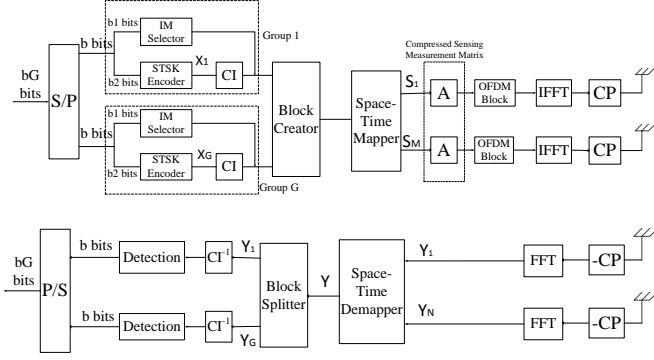 bG
bits
S/P
b bits
b bits
b1 bits
IM
Selector
b2 bits
STSK
Encoder
X1
CI
Group 1
b1 bits
IM
Selector
b2 bits
STSK
Encoder
XG
CI
Group G
Block
Creator
Space-
Time
Mapper
Compressed Sensing
Measurement Matrix
S1
A
OFDM
Block
IFFT
CP
SM
A
OFDM
Block
IFFT
CP
bG
bits
P/S
b bits
Detection
CI-1
Y1
b bits
Detection
CI-1
YG
Block
Splitter
Y
Space-
Time
Demapper
Y1
FFT
-CP
YN
FFT
-CP